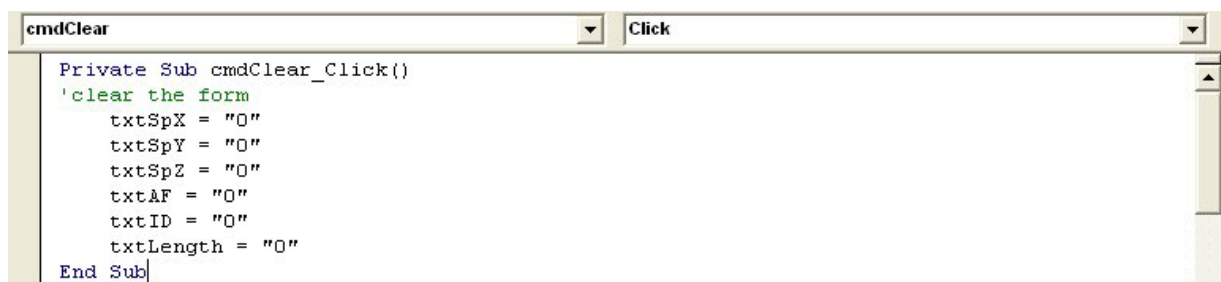 cmdClear Click
Private Sub cmdClear_Click()
'clear the form
txtSpX = "0"
txtSpY = "0"
txtSpZ = "0"
txtAF = "0"
txtID = "0"
txtLength = "0"
End Sub